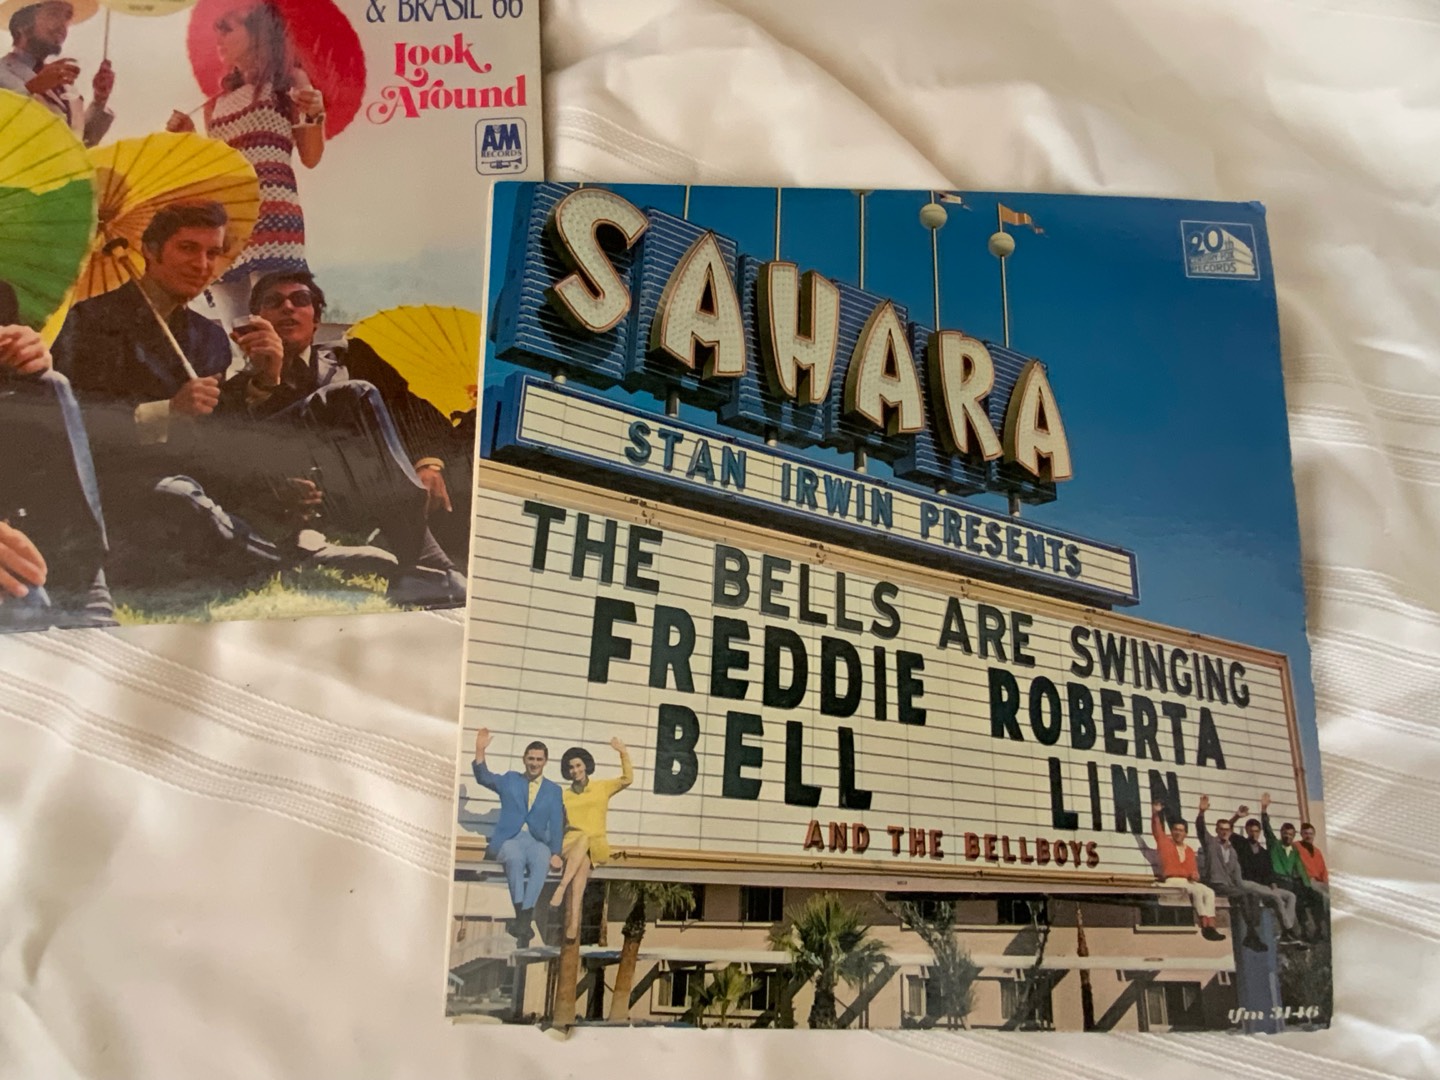 & BRASIL '66
Look
Around
A&M
RECORDS
20th
CENTURY FOX
RECORDS
SAHARA
STAN IRWIN PRESENTS
THE BELLS ARE SWINGING
FREDDIE ROBERTA
BELL LINN
AND THE BELLBOYS
tfm 3146